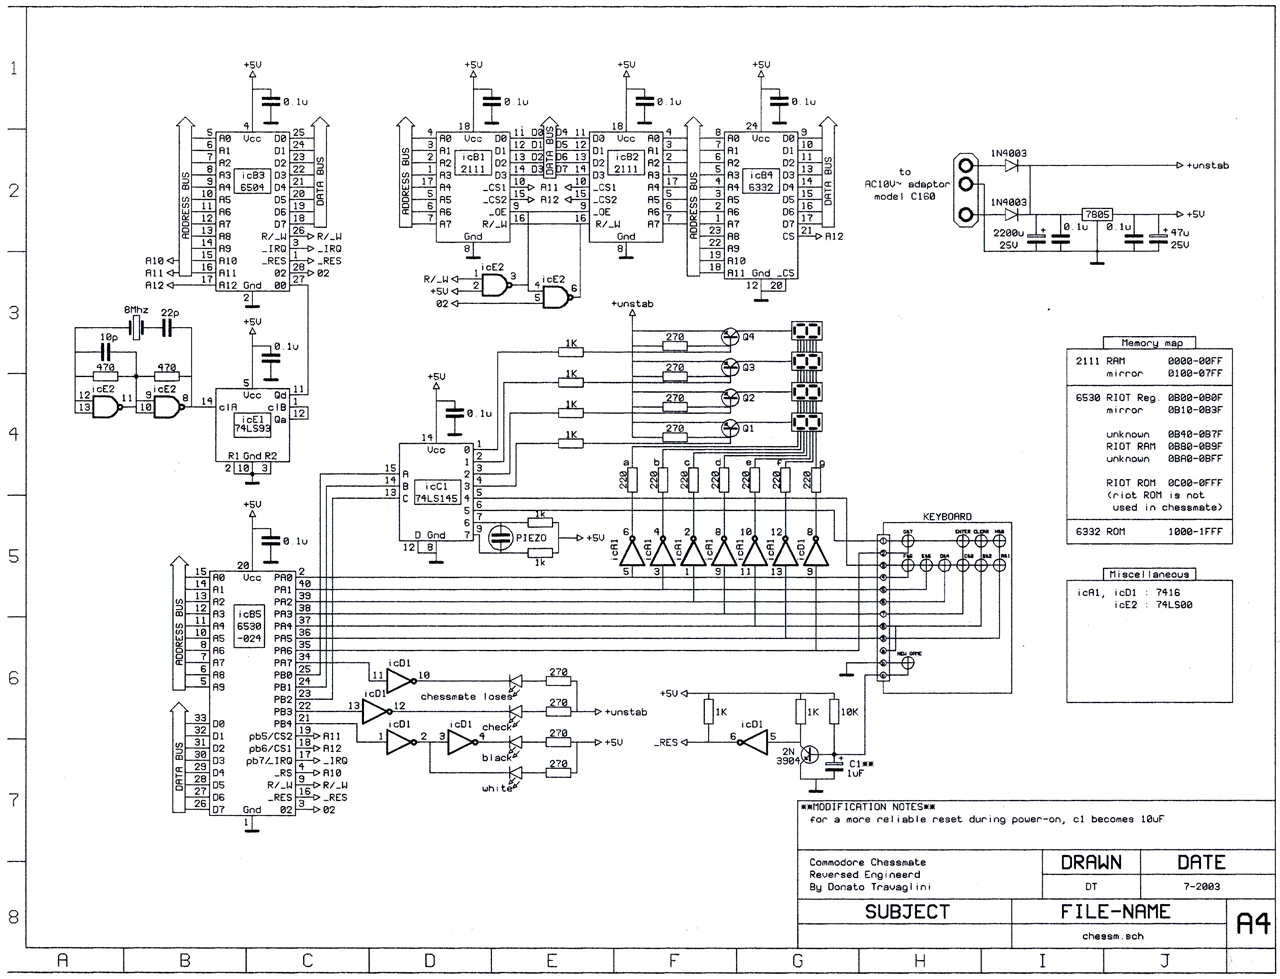 1
2
3
4
5
6
7
8
A
B
C
D
E
F
G
H
I
J
+5V
0.1u
icB3
6504
ADDRESS BUS
DATA BUS
5 A0 Vcc D0 25
6 A1 D1 24
7 A2 D2 23
8 A3 D3 22
9 A4 D4 21
10 A5 D5 20
11 A6 D6 19
12 A7 D7 18
13 A8 R/_W 26 R/_W
14 A9 _IRQ 3 _IRQ
A10 15 A10 _RES 1 _RES
A11 16 A11 02 28 02
A12 17 A12 Gnd 00 27
4
2
+5V
0.1u
ADDRESS BUS
icB1
2111
18 Vcc
4 A0 D0 11 D0
3 A1 D1 12 D1
2 A2 D2 13 D2
1 A3 D3 14 D3
17 A4 _CS1 10 A11
5 A5 _CS2 15 A12
6 A6 _OE 9
7 A7 R/_W 16
Gnd
8
DATA BUS
+5V
0.1u
icB2
2111
18 Vcc
D4 11 D0 A0 4
D5 12 D1 A1 3
D6 13 D2 A2 2
D7 14 D3 A3 1
10 _CS1 A4 17
15 _CS2 A5 5
9 _OE A6 6
16 R/_W A7 7
Gnd
8
ADDRESS BUS
+5V
0.1u
icB4
6332
24 Vcc
8 A0 D0 9
7 A1 D1 10
6 A2 D2 11
5 A3 D3 13
4 A4 D4 14
3 A5 D5 15
2 A6 D6 16
1 A7 D7 17
23 A8 CS 21 A12
22 A9
19 A10
18 A11 Gnd _CS
12 20
DATA BUS
R/_W 1
+5V 2
icE2 3
02
4
5
icE2 6
to
AC10V~ adaptor
model C160
1N4003
+unstab
1N4003
7805
+5V
2200u
25V
0.1u
0.1u
47u
25V
8Mhz
22p
10p
470
470
icE2
12
13
11
icE2
9
10
8
+5V
0.1u
5 Vcc
14 clA
Qd 11
clB 1
Qa 12
icE1
74LS93
R1 Gnd R2
2 10 3
+unstab
1K
270
Q4
1K
270
Q3
1K
270
Q2
1K
270
Q1
+5V
0.1u
14 Vcc
15 A
14 B
13 C
icC1
74LS145
D Gnd
12 8
0 1
1 2
2 3
3 4
4 5
5 6
6 7
7 9
1k
PIEZO
+5V
1k
a b c d e f g
220 220 220 220 220 220 220
6 4 2 8 10 12 8
icA1 icA1 icA1 icA1 icA1 icA1 icD1
5 3 1 9 11 13 9
KEYBOARD
ENTER CLEAR
NEW GAME
Memory map
2111 RAM 0000-00FF
mirror 0100-07FF
6530 RIOT Reg. 0B00-0B0F
mirror 0B10-0B3F
unknown 0B40-0B7F
RIOT RAM 0B80-0B9F
unknown 0BA0-0BFF
RIOT ROM 0C00-0FFF
(riot ROM is not
used in chessmate)
6332 ROM 1000-1FFF
Miscellaneous
icA1, icD1 : 7416
icE2 : 74LS00
+5V
0.1u
20 Vcc
ADDRESS BUS
DATA BUS
icB5
6530
-024
15 A0 PA0 2
14 A1 PA1 40
13 A2 PA2 39
12 A3 PA3 38
11 A4 PA4 37
10 A5 PA5 36
8 A6 PA6 35
7 A7 PA7 34
6 A8 PB0 25
5 A9 PB1 24
PB2 23
PB3 22
33 D0 PB4 21
32 D1 pb5/CS2 19 A11
31 D2 pb6/CS1 18 A12
30 D3 pb7/_IRQ 17 _IRQ
29 D4 _RS 4 A10
28 D5 R/_W 9 R/_W
27 D6 _RES 16 _RES
26 D7 Gnd 02 3 02
1
icD1
11
10
chessmate loses
270
icD1
13
12
check
270
+unstab
icD1
1
2
icD1
3
4
black
270
+5V
white
270
+5V
1K
1K
10K
_RES
icD1
6
5
2N
3904
C1**
1uF
**MODIFICATION NOTES**
for a more reliable reset during power-on, c1 becomes 10uF
Commodore Chessmate
Reversed Engineerd
By Donato Travaglini
DRAWN
DATE
DT
7-2003
SUBJECT
FILE-NAME
A4
chessm.sch